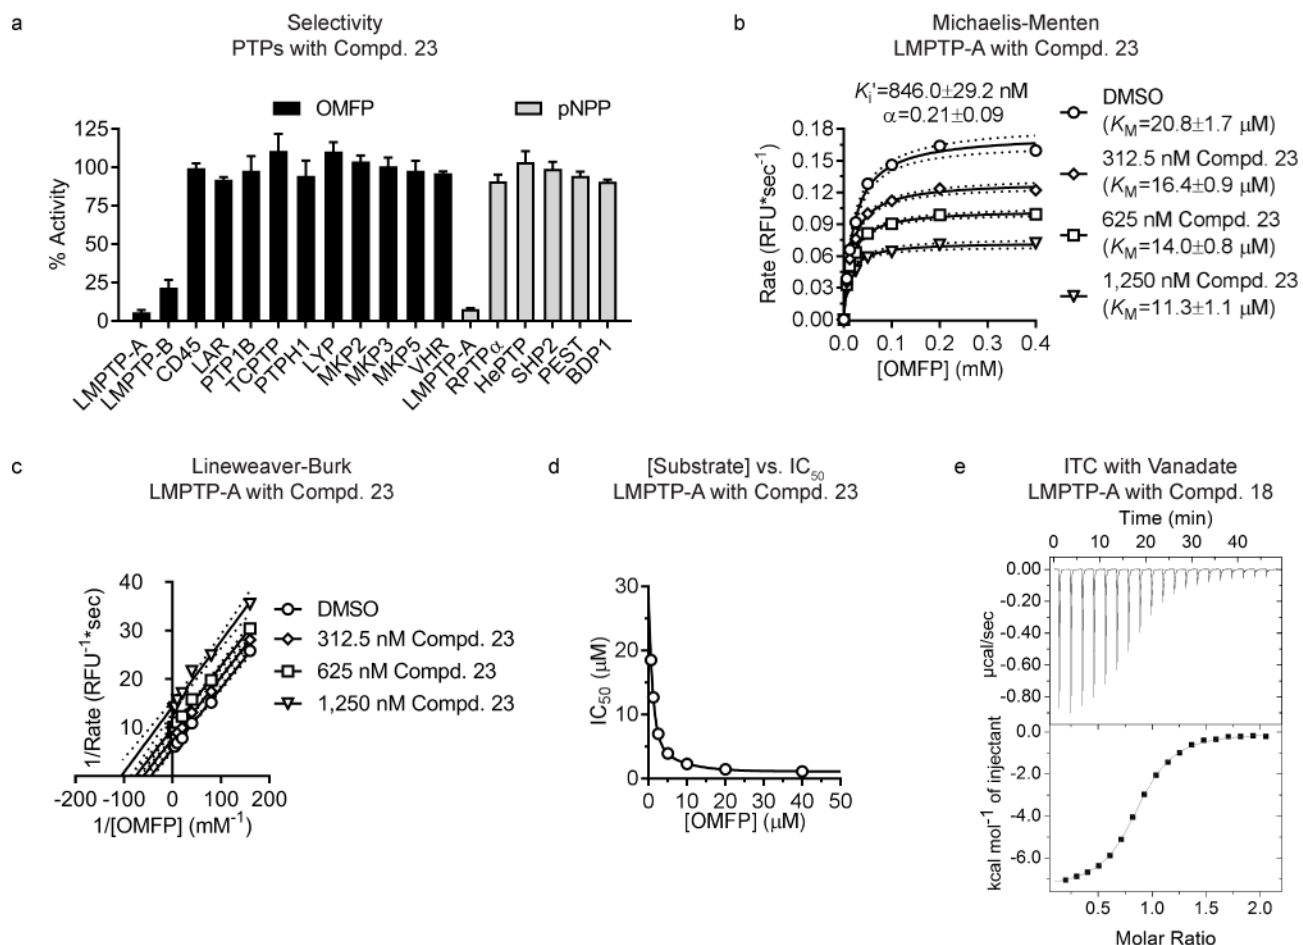 a
Selectivity
PTPs with Compd. 23
OMFP
pNPP
% Activity
125
100
75
50
25
0
LMPTP-A
LMPTP-B
CD45
LAR
PTP1B
TCPTP
PTPH1
LYP
MKP2
MKP3
MKP5
VHR
LMPTP-A
RPTPα
HePTP
SHP2
PEST
BDP1
b
Michaelis-Menten
LMPTP-A with Compd. 23
Ki'=846.0±29.2 nM
α=0.21±0.09
Rate (RFU*sec⁻¹)
0.18
0.15
0.12
0.09
0.06
0.03
0.00
0.0 0.1 0.2 0.3 0.4
[OMFP] (mM)
DMSO
(KM=20.8±1.7 μM)
312.5 nM Compd. 23
(KM=16.4±0.9 μM)
625 nM Compd. 23
(KM=14.0±0.8 μM)
1,250 nM Compd. 23
(KM=11.3±1.1 μM)
c
Lineweaver-Burk
LMPTP-A with Compd. 23
1/Rate (RFU⁻¹*sec)
40
30
20
10
-200 -100 0 100 200
1/[OMFP] (mM⁻¹)
DMSO
312.5 nM Compd. 23
625 nM Compd. 23
1,250 nM Compd. 23
d
[Substrate] vs. IC₅₀
LMPTP-A with Compd. 23
IC₅₀ (μM)
30
20
10
0
0 10 20 30 40 50
[OMFP] (μM)
e
ITC with Vanadate
LMPTP-A with Compd. 18
Time (min)
0 10 20 30 40
μcal/sec
0.00
-0.20
-0.40
-0.60
-0.80
kcal mol⁻¹ of injectant
0.0
-2.0
-4.0
-6.0
0.5 1.0 1.5 2.0
Molar Ratio